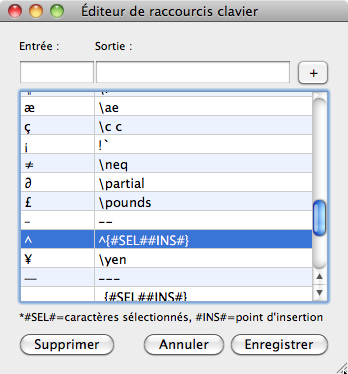 Éditeur de raccourcis clavier
Entrée : Sortie :
+
æ \ae
ç \c c
¡ !`
≠ \neq
∂ \partial
£ \pounds
– --
^ ^{#SEL##INS#}
¥ \yen
— ---
_{#SEL##INS#}
*#SEL#=caractères sélectionnés, #INS#=point d'insertion
Supprimer Annuler Enregistrer